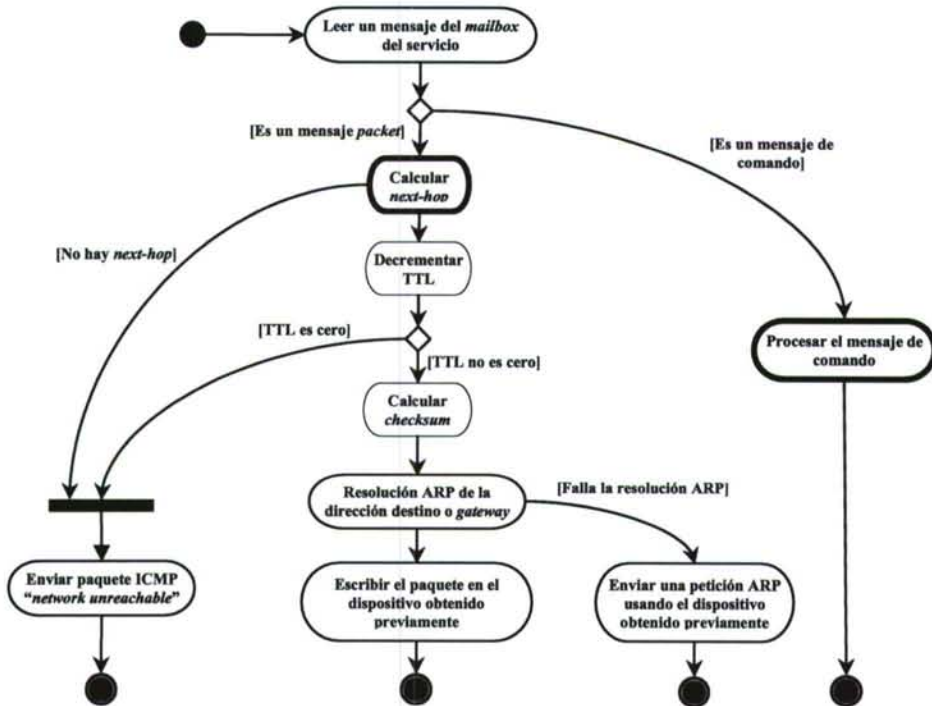 Leer un mensaje del mailbox
del servicio
[Es un mensaje packet]
[Es un mensaje de
comando]
Calcular
next-hop
[No hay next-hop]
Decrementar
TTL
[TTL es cero]
[TTL no es cero]
Procesar el mensaje de
comando
Calcular
checksum
Resolución ARP de la
dirección destino o gateway
[Falla la resolución ARP]
Enviar paquete ICMP
“network unreachable”
Escribir el paquete en el
dispositivo obtenido
previamente
Enviar una petición ARP
usando el dispositivo
obtenido previamente